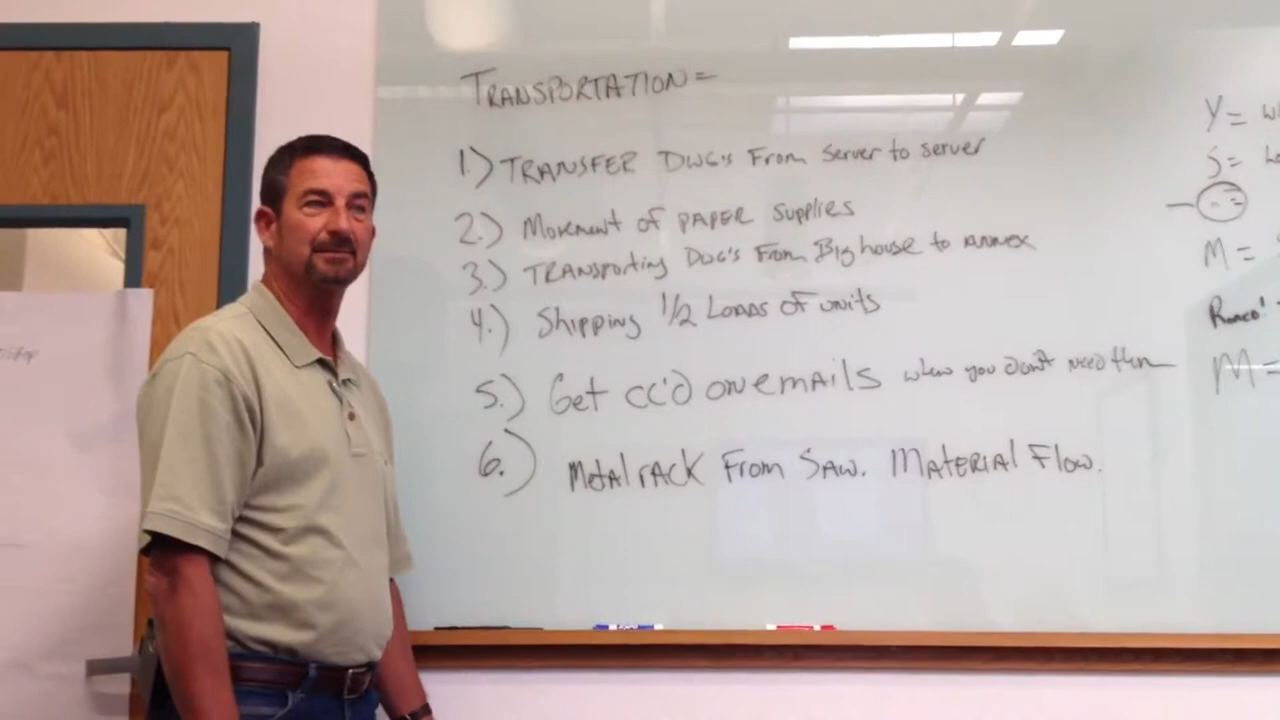 TRANSPORTATION=
1.) TRANSFER DWG's From Server to server
2.) Movement of PAPER Supplies
3.) TRANSPorting DWG's From Big house to ANNEX
4.) Shipping 1/2 LOADS OF units
5.) Get CC'D on emails when you Don't NEED them
6.) Metal rACK From SAW. MATERIAL FLOW.
Y =
S =
M =
M =